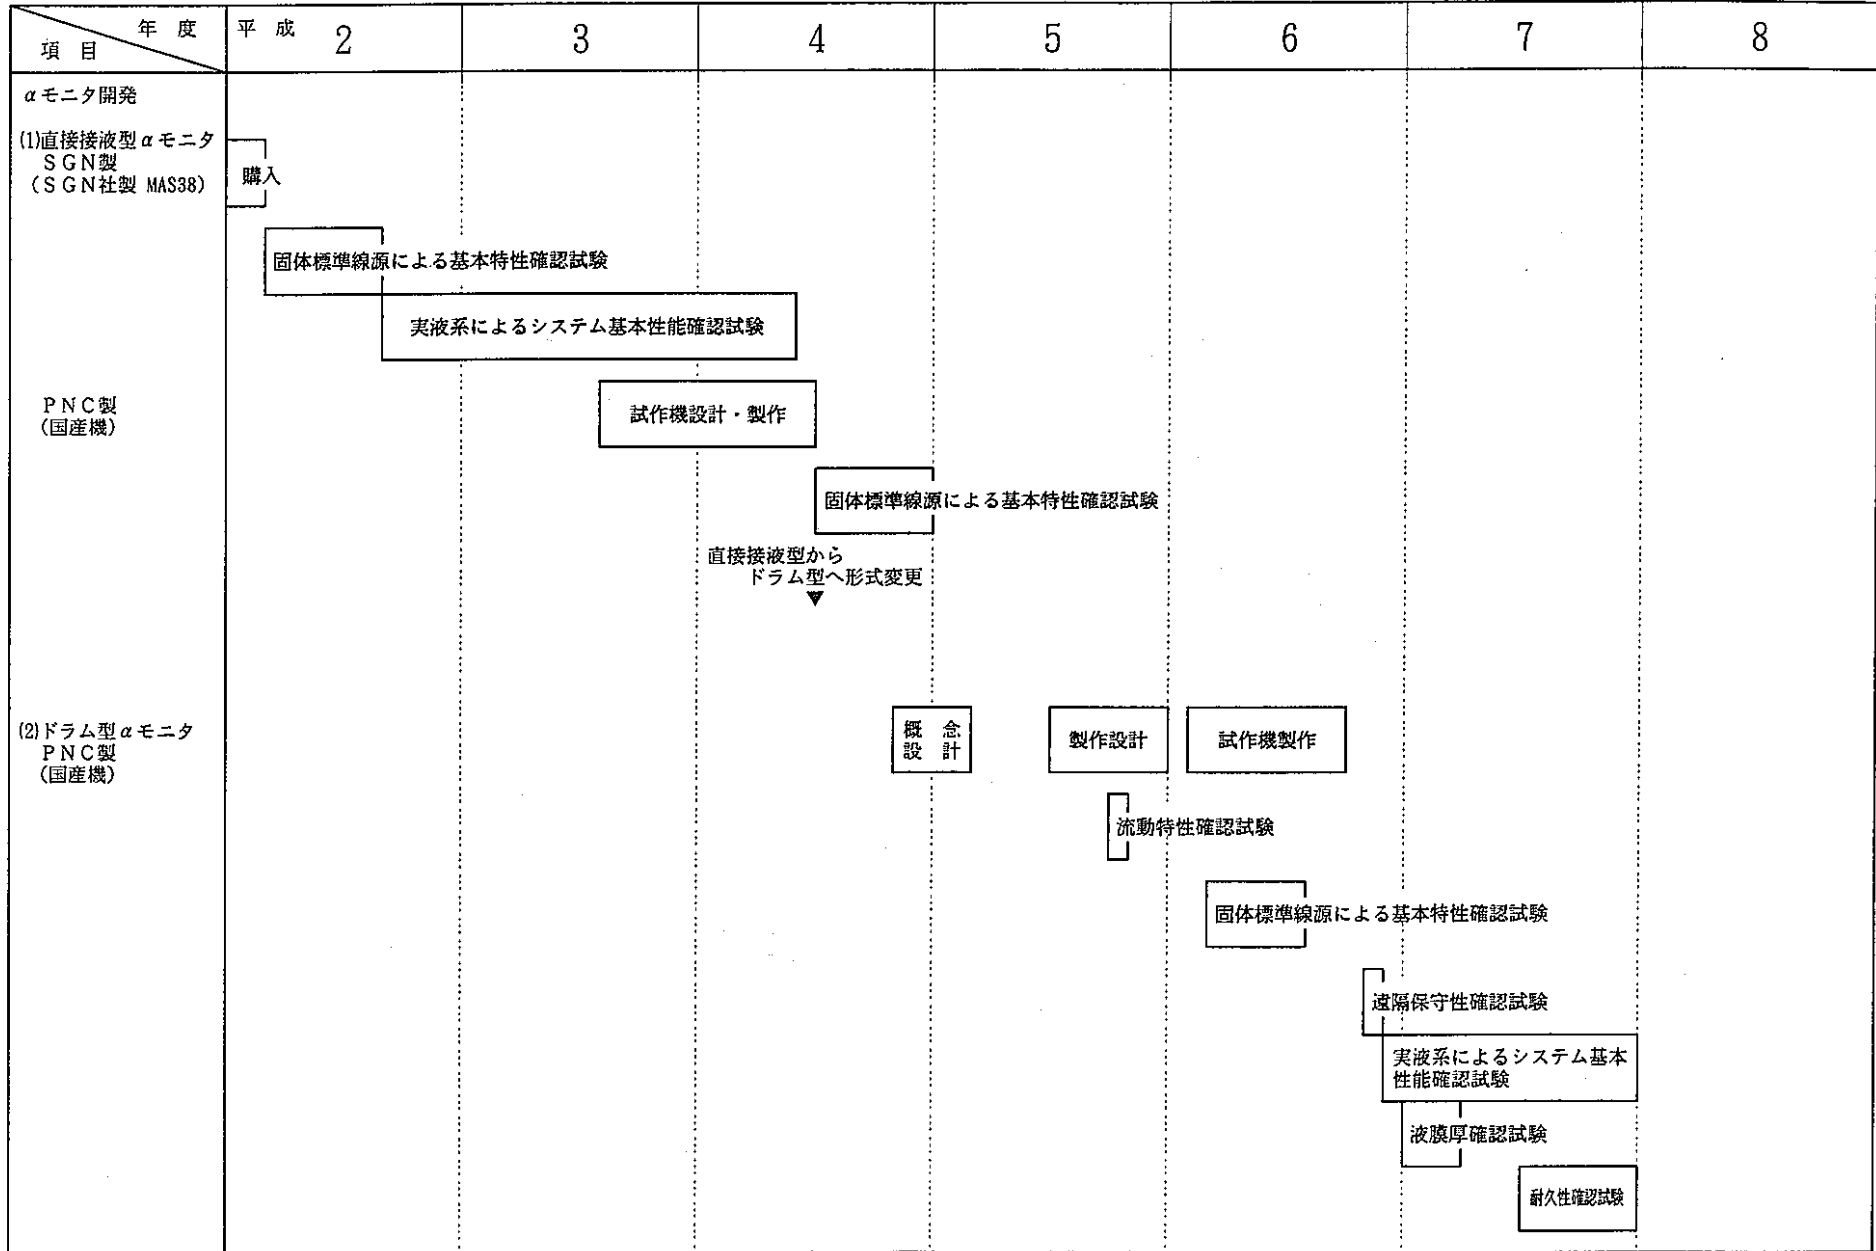 年 度
項 目
平 成 2 3 4 5 6 7 8
αモニタ開発
(1)直接接液型αモニタ
SGN製
(SGN社製 MAS38)
購入
固体標準線源による基本特性確認試験
実液系によるシステム基本性能確認試験
PNC製
(国産機)
試作機設計・製作
固体標準線源による基本特性確認試験
直接接液型から
ドラム型へ形式変更
(2)ドラム型αモニタ
PNC製
(国産機)
概 念
設 計
製作設計
試作機製作
流動特性確認試験
固体標準線源による基本特性確認試験
遠隔保守性確認試験
実液系によるシステム基本
性能確認試験
液膜厚確認試験
耐久性確認試験